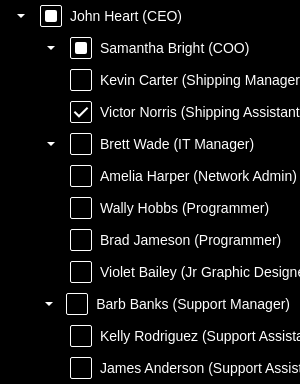 John Heart (CEO)
Samantha Bright (COO)
Kevin Carter (Shipping Manager
Victor Norris (Shipping Assistant
Brett Wade (IT Manager)
Amelia Harper (Network Admin)
Wally Hobbs (Programmer)
Brad Jameson (Programmer)
Violet Bailey (Jr Graphic Designe
Barb Banks (Support Manager)
Kelly Rodriguez (Support Assista
James Anderson (Support Assist